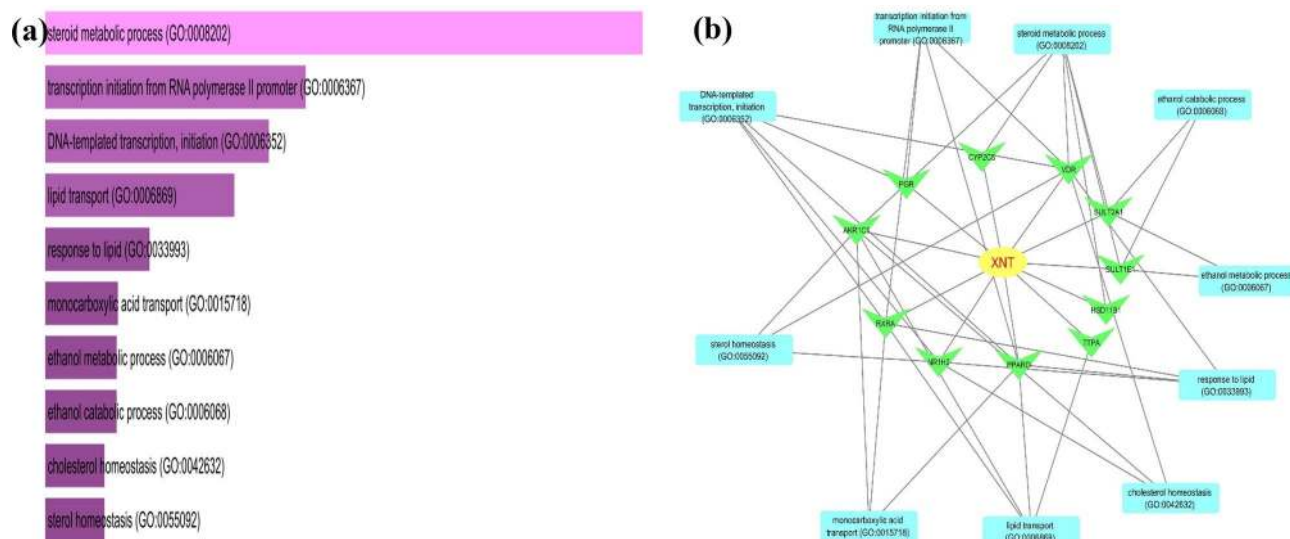 (a)
steroid metabolic process (GO:0008202)
transcription initiation from RNA polymerase II promoter (GO:0006367)
DNA-templated transcription, initiation (GO:0006352)
lipid transport (GO:0006869)
response to lipid (GO:0033993)
monocarboxylic acid transport (GO:0015718)
ethanol metabolic process (GO:0006067)
ethanol catabolic process (GO:0006068)
cholesterol homeostasis (GO:0042632)
sterol homeostasis (GO:0055092)
(b)
transcription initiation from
RNA polymerase II
promoter (GO:0006367)
steroid metabolic process
(GO:0008202)
DNA-templated
transcription, initiation
(GO:0006352)
ethanol catabolic process
(GO:0006068)
PGR
VDR
SULT2A1
XNT
SULT1E1
ethanol metabolic process
(GO:0006067)
HSD11B1
RXRA
TTPA
PPARD
sterol homeostasis
(GO:0055092)
response to lipid
(GO:0033993)
cholesterol homeostasis
(GO:0042632)
monocarboxylic acid
transport (GO:0015718)
lipid transport
(GO:0006869)